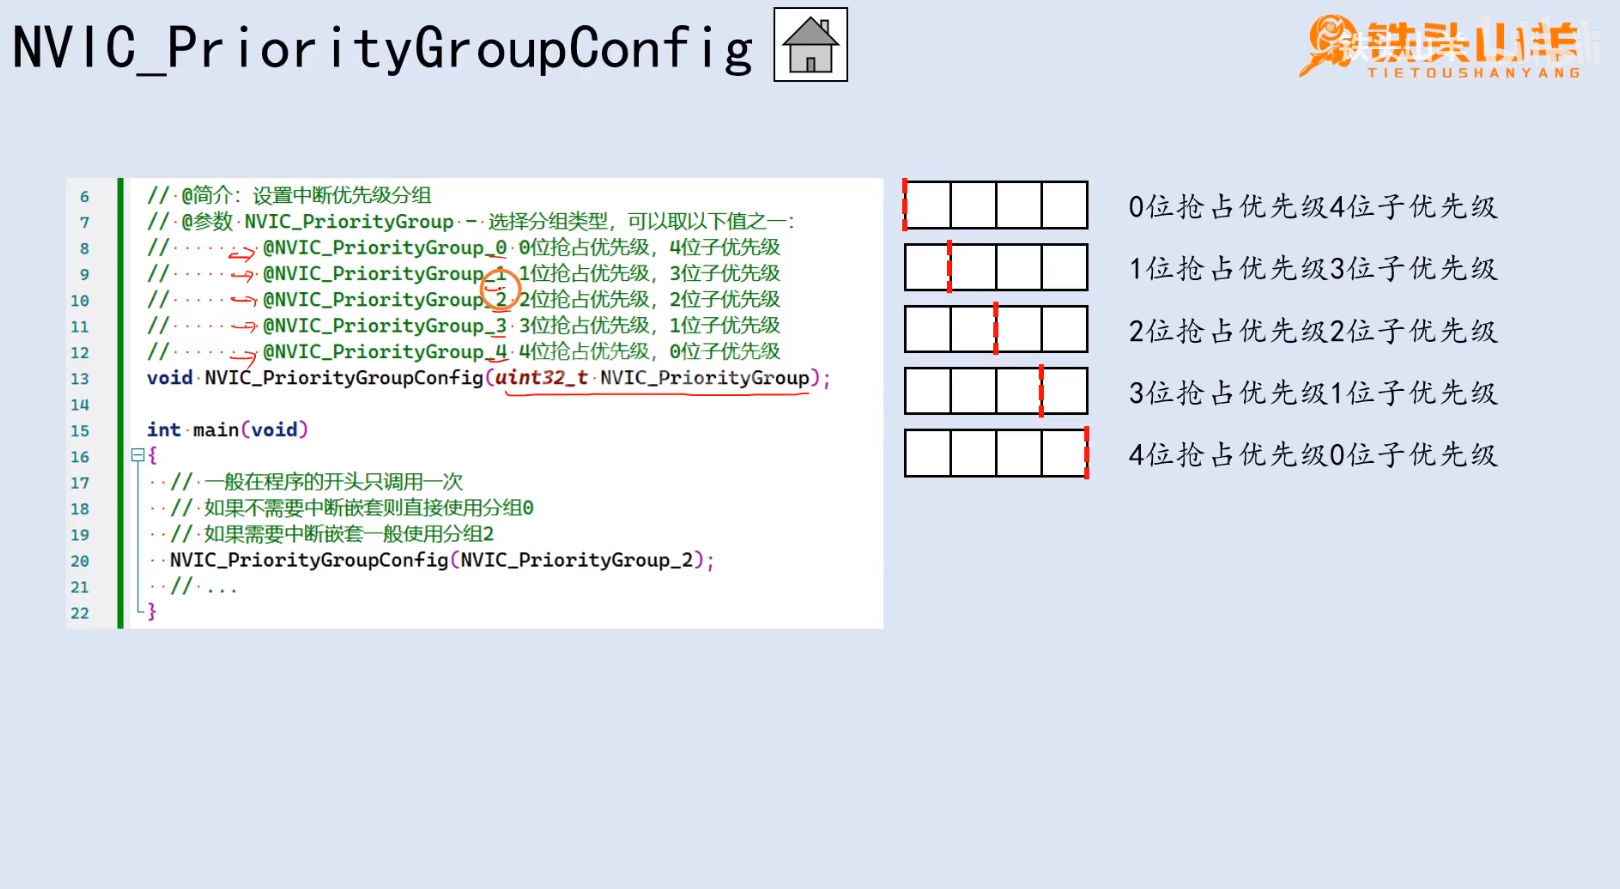 NVIC_PriorityGroupConfig
铁头山羊
TIETOUSHANYANG
6 // @简介: 设置中断优先级分组
7 // @参数 NVIC_PriorityGroup - 选择分组类型, 可以取以下值之一:
8 // @NVIC_PriorityGroup_0 0位抢占优先级, 4位子优先级
9 // @NVIC_PriorityGroup_1 1位抢占优先级, 3位子优先级
10 // @NVIC_PriorityGroup_2 2位抢占优先级, 2位子优先级
11 // @NVIC_PriorityGroup_3 3位抢占优先级, 1位子优先级
12 // @NVIC_PriorityGroup_4 4位抢占优先级, 0位子优先级
13 void NVIC_PriorityGroupConfig(uint32_t NVIC_PriorityGroup);
14
15 int main(void)
16 {
17 // 一般在程序的开头只调用一次
18 // 如果不需要中断嵌套则直接使用分组0
19 // 如果需要中断嵌套一般使用分组2
20 NVIC_PriorityGroupConfig(NVIC_PriorityGroup_2);
21 // ...
22 }
0位抢占优先级4位子优先级
1位抢占优先级3位子优先级
2位抢占优先级2位子优先级
3位抢占优先级1位子优先级
4位抢占优先级0位子优先级